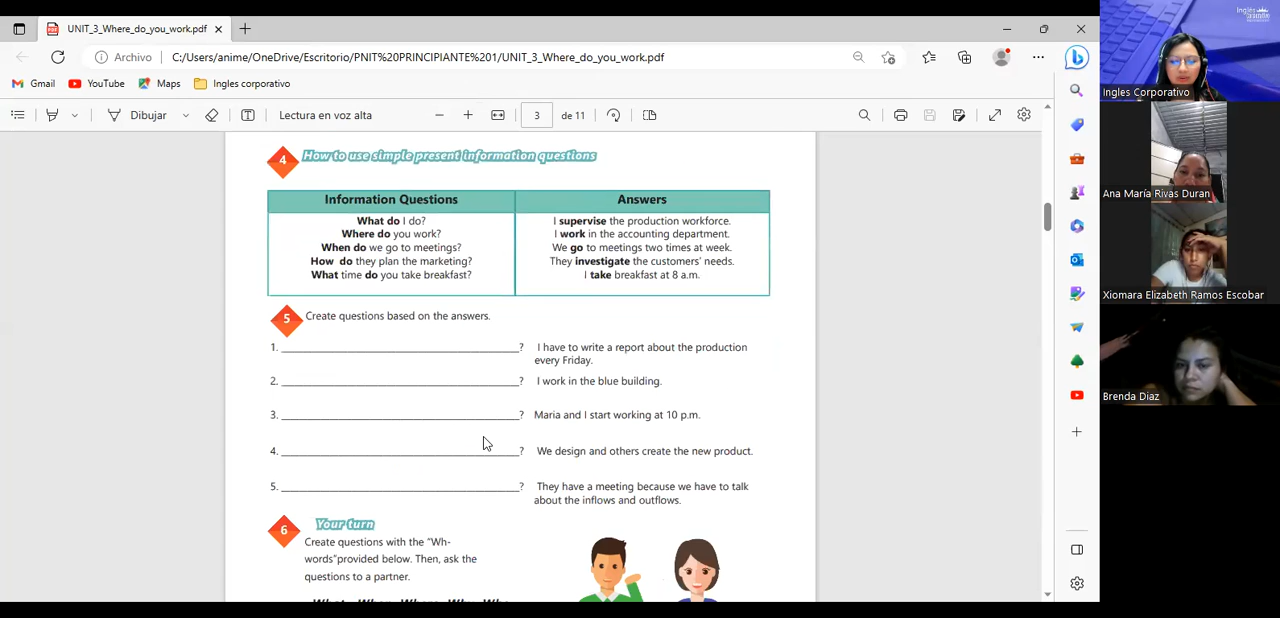 UNIT_3_Where_do_you_work.pdf
Archivo C:/Users/anime/OneDrive/Escritorio/PNIT%20PRINCIPIANTE%201/UNIT_3_Where_do_you_work.pdf
Gmail YouTube Maps Ingles corporativo
Dibujar Lectura en voz alta 3 de 11
4 How to use simple present information questions
Information Questions Answers
What do I do? I supervise the production workforce.
Where do you work? I work in the accounting department.
When do we go to meetings? We go to meetings two times at week.
How do they plan the marketing? They investigate the customers' needs.
What time do you take breakfast? I take breakfast at 8 a.m.
5 Create questions based on the answers.
1. ______________________________? I have to write a report about the production
every Friday.
2. ______________________________? I work in the blue building.
3. ______________________________? Maria and I start working at 10 p.m.
4. ______________________________? We design and others create the new product.
5. ______________________________? They have a meeting because we have to talk
about the inflows and outflows.
6 Your turn
Create questions with the "Wh-
words"provided below. Then, ask the
questions to a partner.
Ingles Corporativo
Ana María Rivas Duran
Xiomara Elizabeth Ramos Escobar
Brenda Diaz